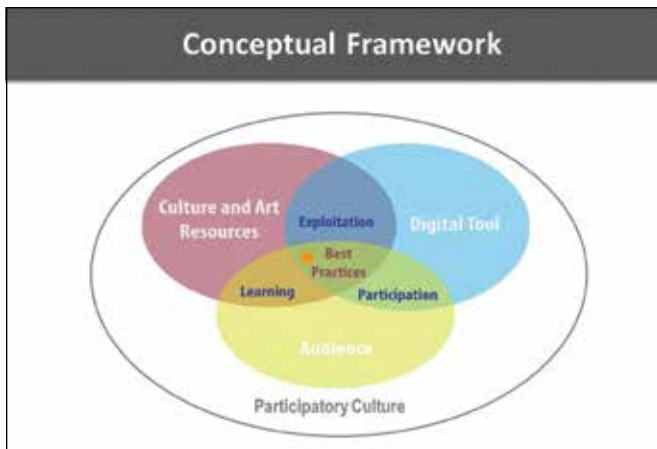 Conceptual Framework
Culture and Art
Resources
Exploitation
Digital Tool
Best
Practices
Learning
Participation
Audience
Participatory Culture